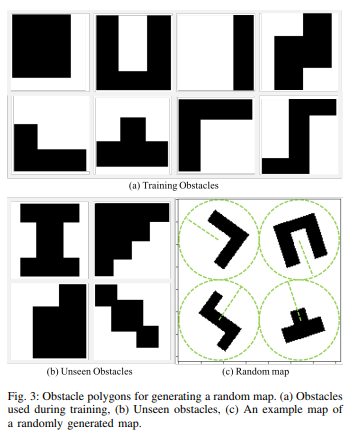 (a) Training Obstacles
(b) Unseen Obstacles
(c) Random map
Fig. 3: Obstacle polygons for generating a random map. (a) Obstacles
used during training, (b) Unseen obstacles, (c) An example map of
a randomly generated map.